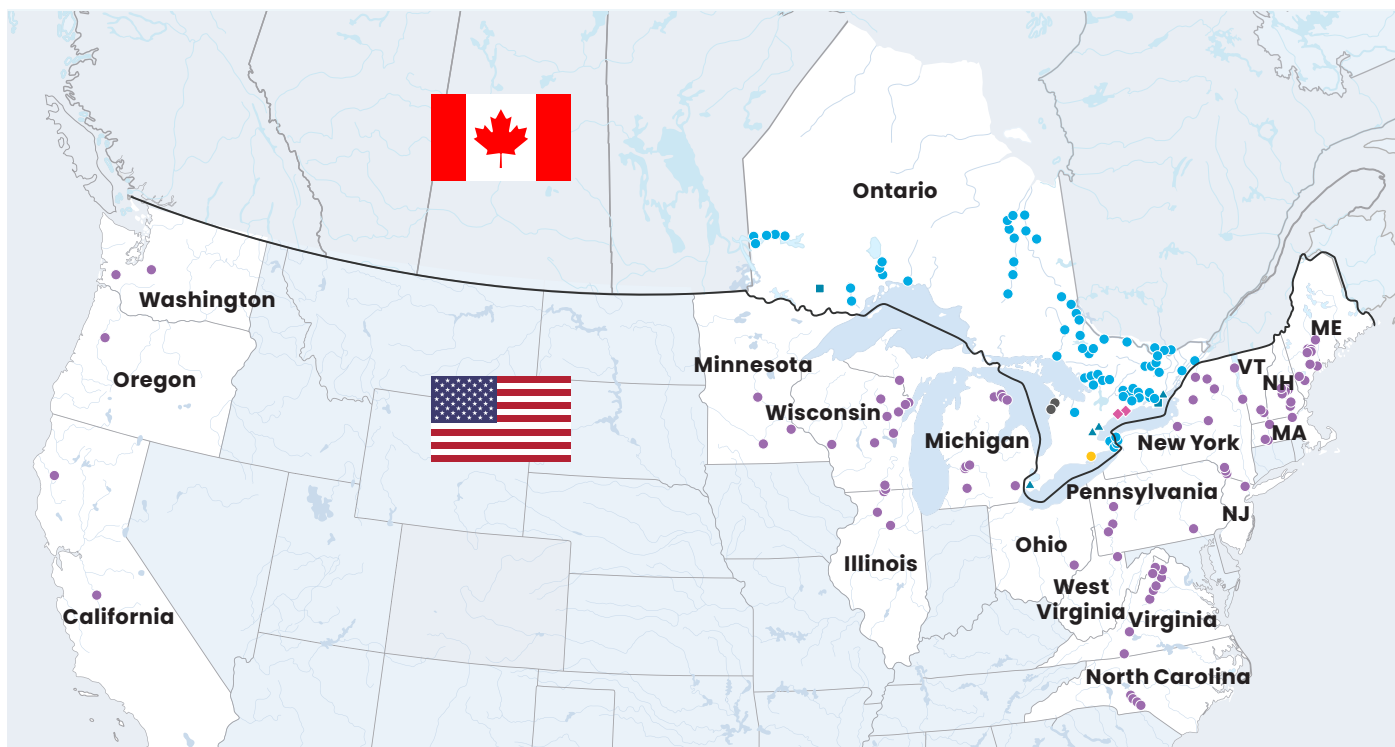 Ontario
Washington
ME
Minnesota
VT
Oregon
NH
Wisconsin
Michigan
MA
New York
Pennsylvania
NJ
Ohio
Illinois
West
Virginia
California
Virginia
North Carolina